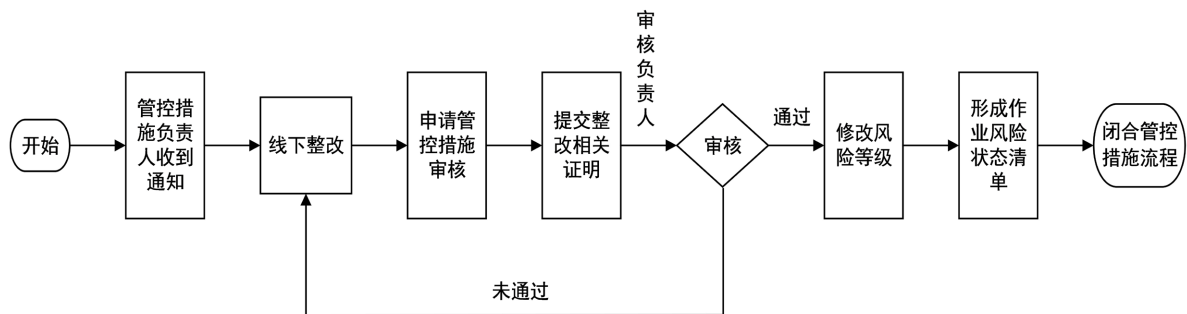 开始
管控措
施负责
人收到
通知
线下整改
申请管
控措施
审核
提交整
改相关
证明
审
核
负
责
人
审核
通过
修改风
险等级
形成作
业风险
状态清
单
闭合管控
措施流程
未通过